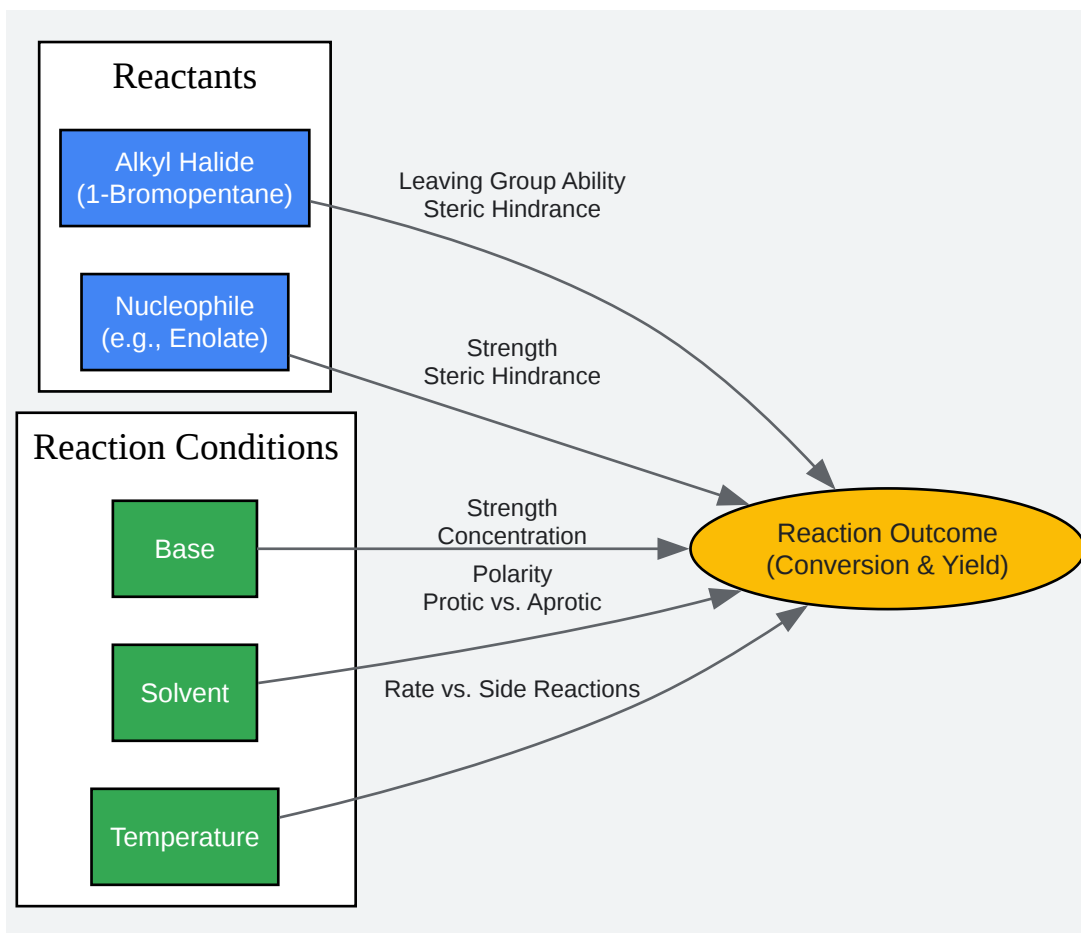 Reactants
Alkyl Halide
(1-Bromopentane)
Leaving Group Ability
Steric Hindrance
Nucleophile
(e.g., Enolate)
Strength
Steric Hindrance
Reaction Conditions
Base
Strength
Concentration
Polarity
Protic vs. Aprotic
Solvent
Rate vs. Side Reactions
Temperature
Reaction Outcome
(Conversion & Yield)